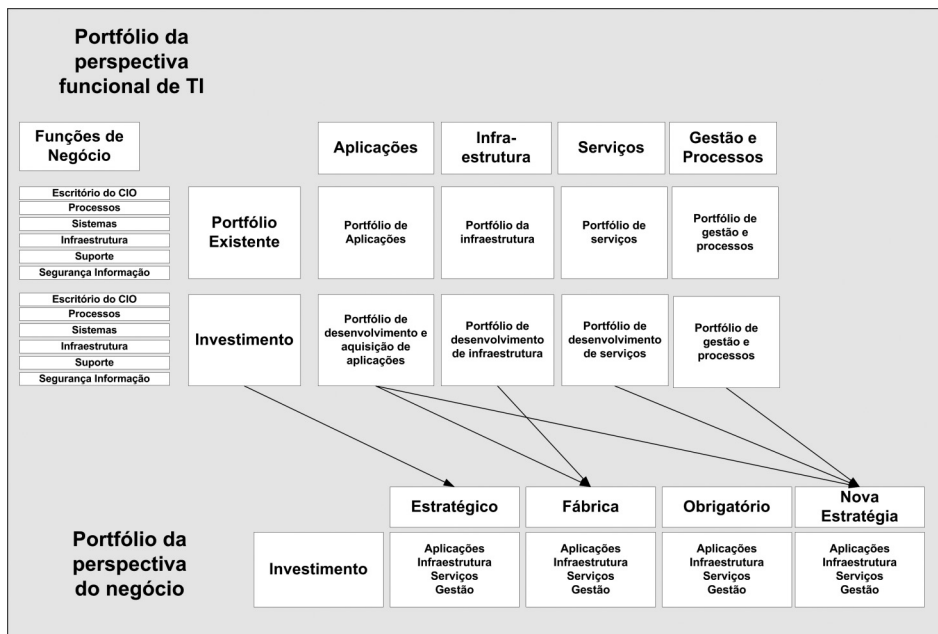 Portfólio da
perspectiva
funcional de TI
Funções de
Negócio
Aplicações
Infra-
estrutura
Serviços
Gestão e
Processos
Escritório do CIO
Processos
Sistemas
Infraestrutura
Suporte
Segurança Informação
Portfólio
Existente
Portfólio de
Aplicações
Portfólio da
infraestrutura
Portfólio de
serviços
Portfólio de
gestão e
processos
Escritório do CIO
Processos
Sistemas
Infraestrutura
Suporte
Segurança Informação
Investimento
Portfólio de
desenvolvimento e
aquisição de
aplicações
Portfólio de
desenvolvimento
de infraestrutura
Portfólio de
desenvolvimento
de serviços
Portfólio de
gestão e
processos
Estratégico
Fábrica
Obrigatório
Nova
Estratégia
Portfólio da
perspectiva
do negócio
Investimento
Aplicações
Infraestrutura
Serviços
Gestão
Aplicações
Infraestrutura
Serviços
Gestão
Aplicações
Infraestrutura
Serviços
Gestão
Aplicações
Infraestrutura
Serviços
Gestão